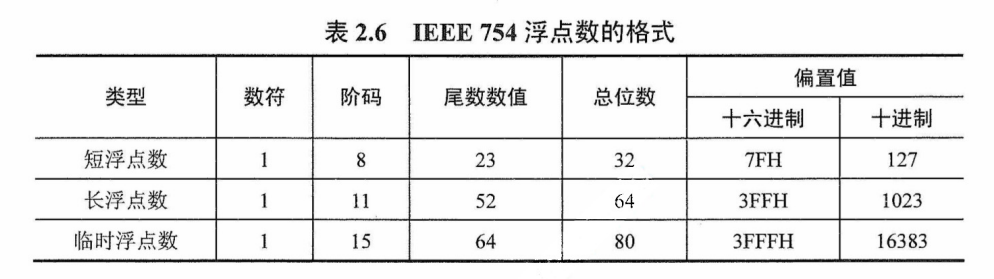 表 2.6 IEEE 754 浮点数的格式
类型 数符 阶码 尾数数值 总位数 偏置值
十六进制 十进制
短浮点数 1 8 23 32 7FH 127
长浮点数 1 11 52 64 3FFH 1023
临时浮点数 1 15 64 80 3FFFH 16383